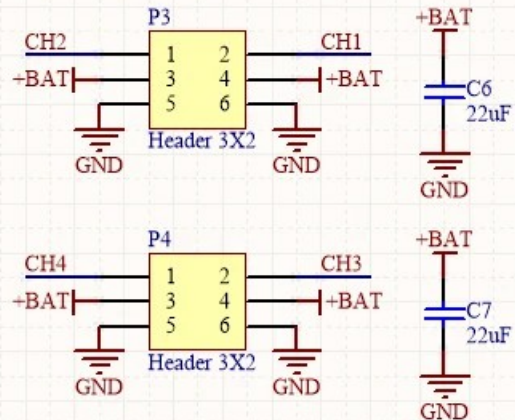 P3
+BAT
CH2 1 2 CH1
+BAT 3 4 +BAT
5 6
C6
22uF
Header 3X2
GND GND
GND
P4
+BAT
CH4 1 2 CH3
+BAT 3 4 +BAT
5 6
C7
22uF
Header 3X2
GND GND
GND